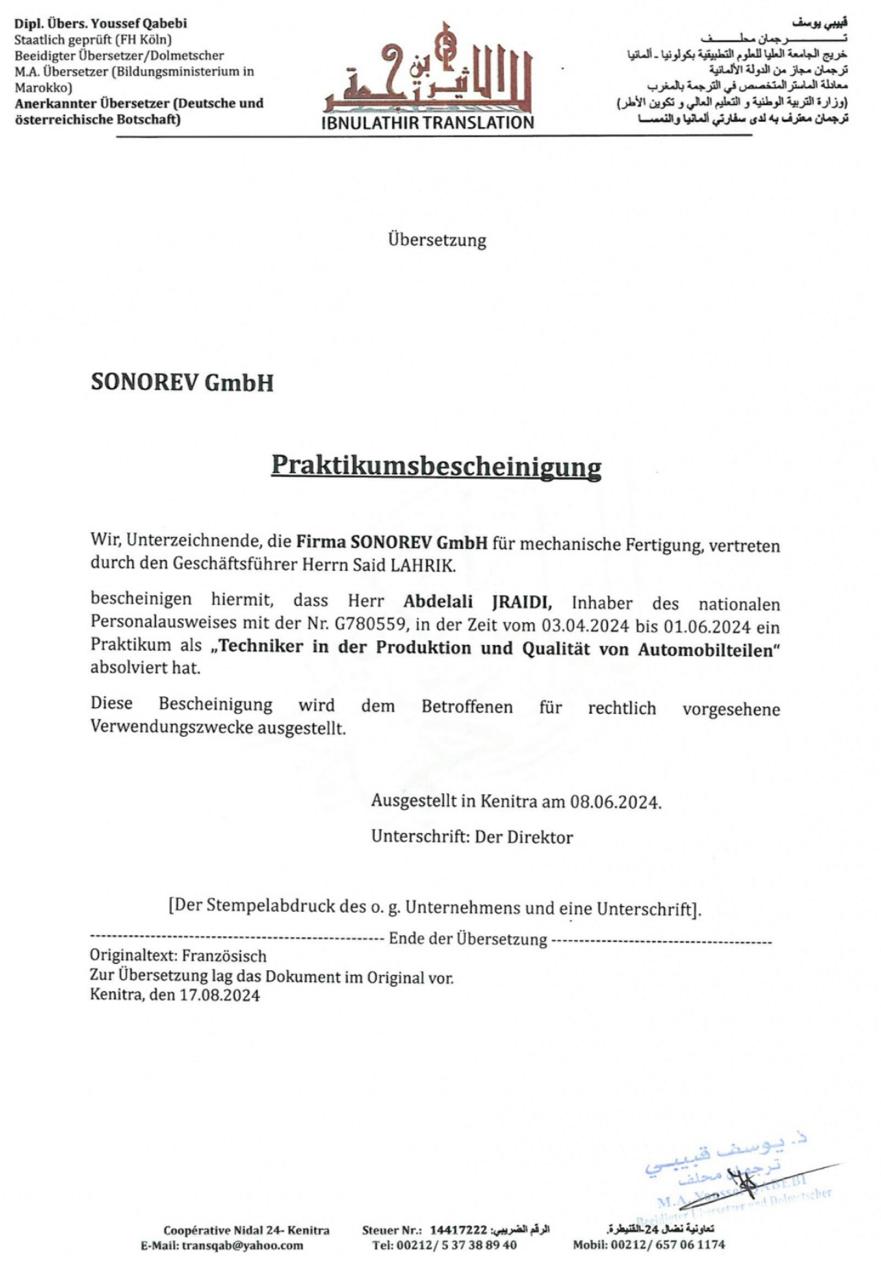 Dipl. Übers. Youssef Qabebi
Staatlich geprüft (FH Köln)
Beeidigter Übersetzer/Dolmetscher
M.A. Übersetzer (Bildungsministerium in
Marokko)
Anerkannter Übersetzer (Deutsche und
österreichische Botschaft)
IBNULATHIR TRANSLATION
قبيبي يوسف
تـــــرجمان محلــــف
خريج الجامعة العليا للعلوم التطبيقية بكولونيا ـ ألمانيا
ترجمان مجاز من الدولة الألمانية
معادلة الماستر المتخصص في الترجمة بالمغرب
(وزارة التربية الوطنية و التعليم العالي و تكوين الأطر)
ترجمان معترف به لدى سفارتي ألمانيا والنمســا
Übersetzung
SONOREV GmbH
Praktikumsbescheinigung
Wir, Unterzeichnende, die Firma SONOREV GmbH für mechanische Fertigung, vertreten
durch den Geschäftsführer Herrn Said LAHRIK.
bescheinigen hiermit, dass Herr Abdelali JRAIDI, Inhaber des nationalen
Personalausweises mit der Nr. G780559, in der Zeit vom 03.04.2024 bis 01.06.2024 ein
Praktikum als „Techniker in der Produktion und Qualität von Automobilteilen“
absolviert hat.
Diese Bescheinigung wird dem Betroffenen für rechtlich vorgesehene
Verwendungszwecke ausgestellt.
Ausgestellt in Kenitra am 08.06.2024.
Unterschrift: Der Direktor
[Der Stempelabdruck des o. g. Unternehmens und eine Unterschrift].
------------------------------------------------ Ende der Übersetzung ------------------------------------
Originaltext: Französisch
Zur Übersetzung lag das Dokument im Original vor.
Kenitra, den 17.08.2024
ذ. يوسف قبيبي
ترجمان محلف
M.A. Youssef QABEBI
Beeidigter Übersetzer und Dolmetscher
Coopérative Nidal 24- Kenitra
E-Mail: transqab@yahoo.com
Steuer Nr.: 14417222 :الرقم الضريبي
Tel: 00212/ 5 37 38 89 40
تعاونية نضال 24-القنيطرة.
Mobil: 00212/ 657 06 1174